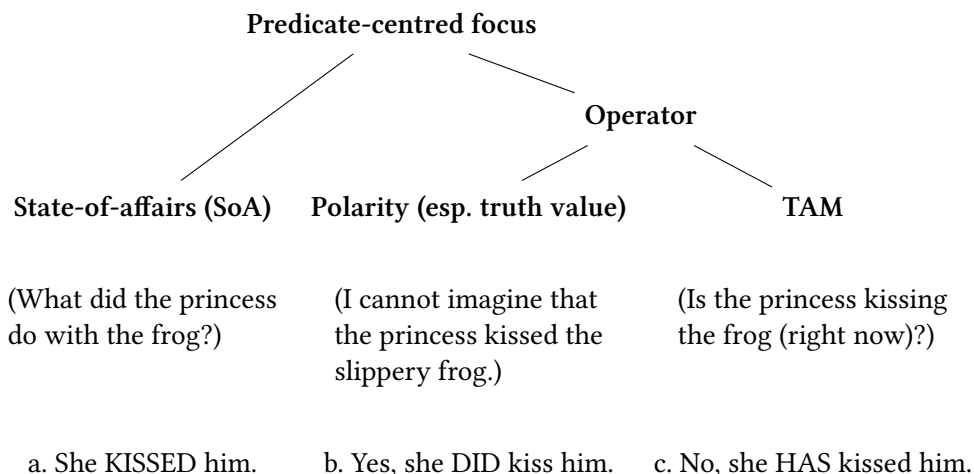 Predicate-centred focus
Operator
State-of-affairs (SoA) Polarity (esp. truth value) TAM
(What did the princess
do with the frog?)
(I cannot imagine that
the princess kissed the
slippery frog.)
(Is the princess kissing
the frog (right now)?)
a. She KISSED him. b. Yes, she DID kiss him. c. No, she HAS kissed him.